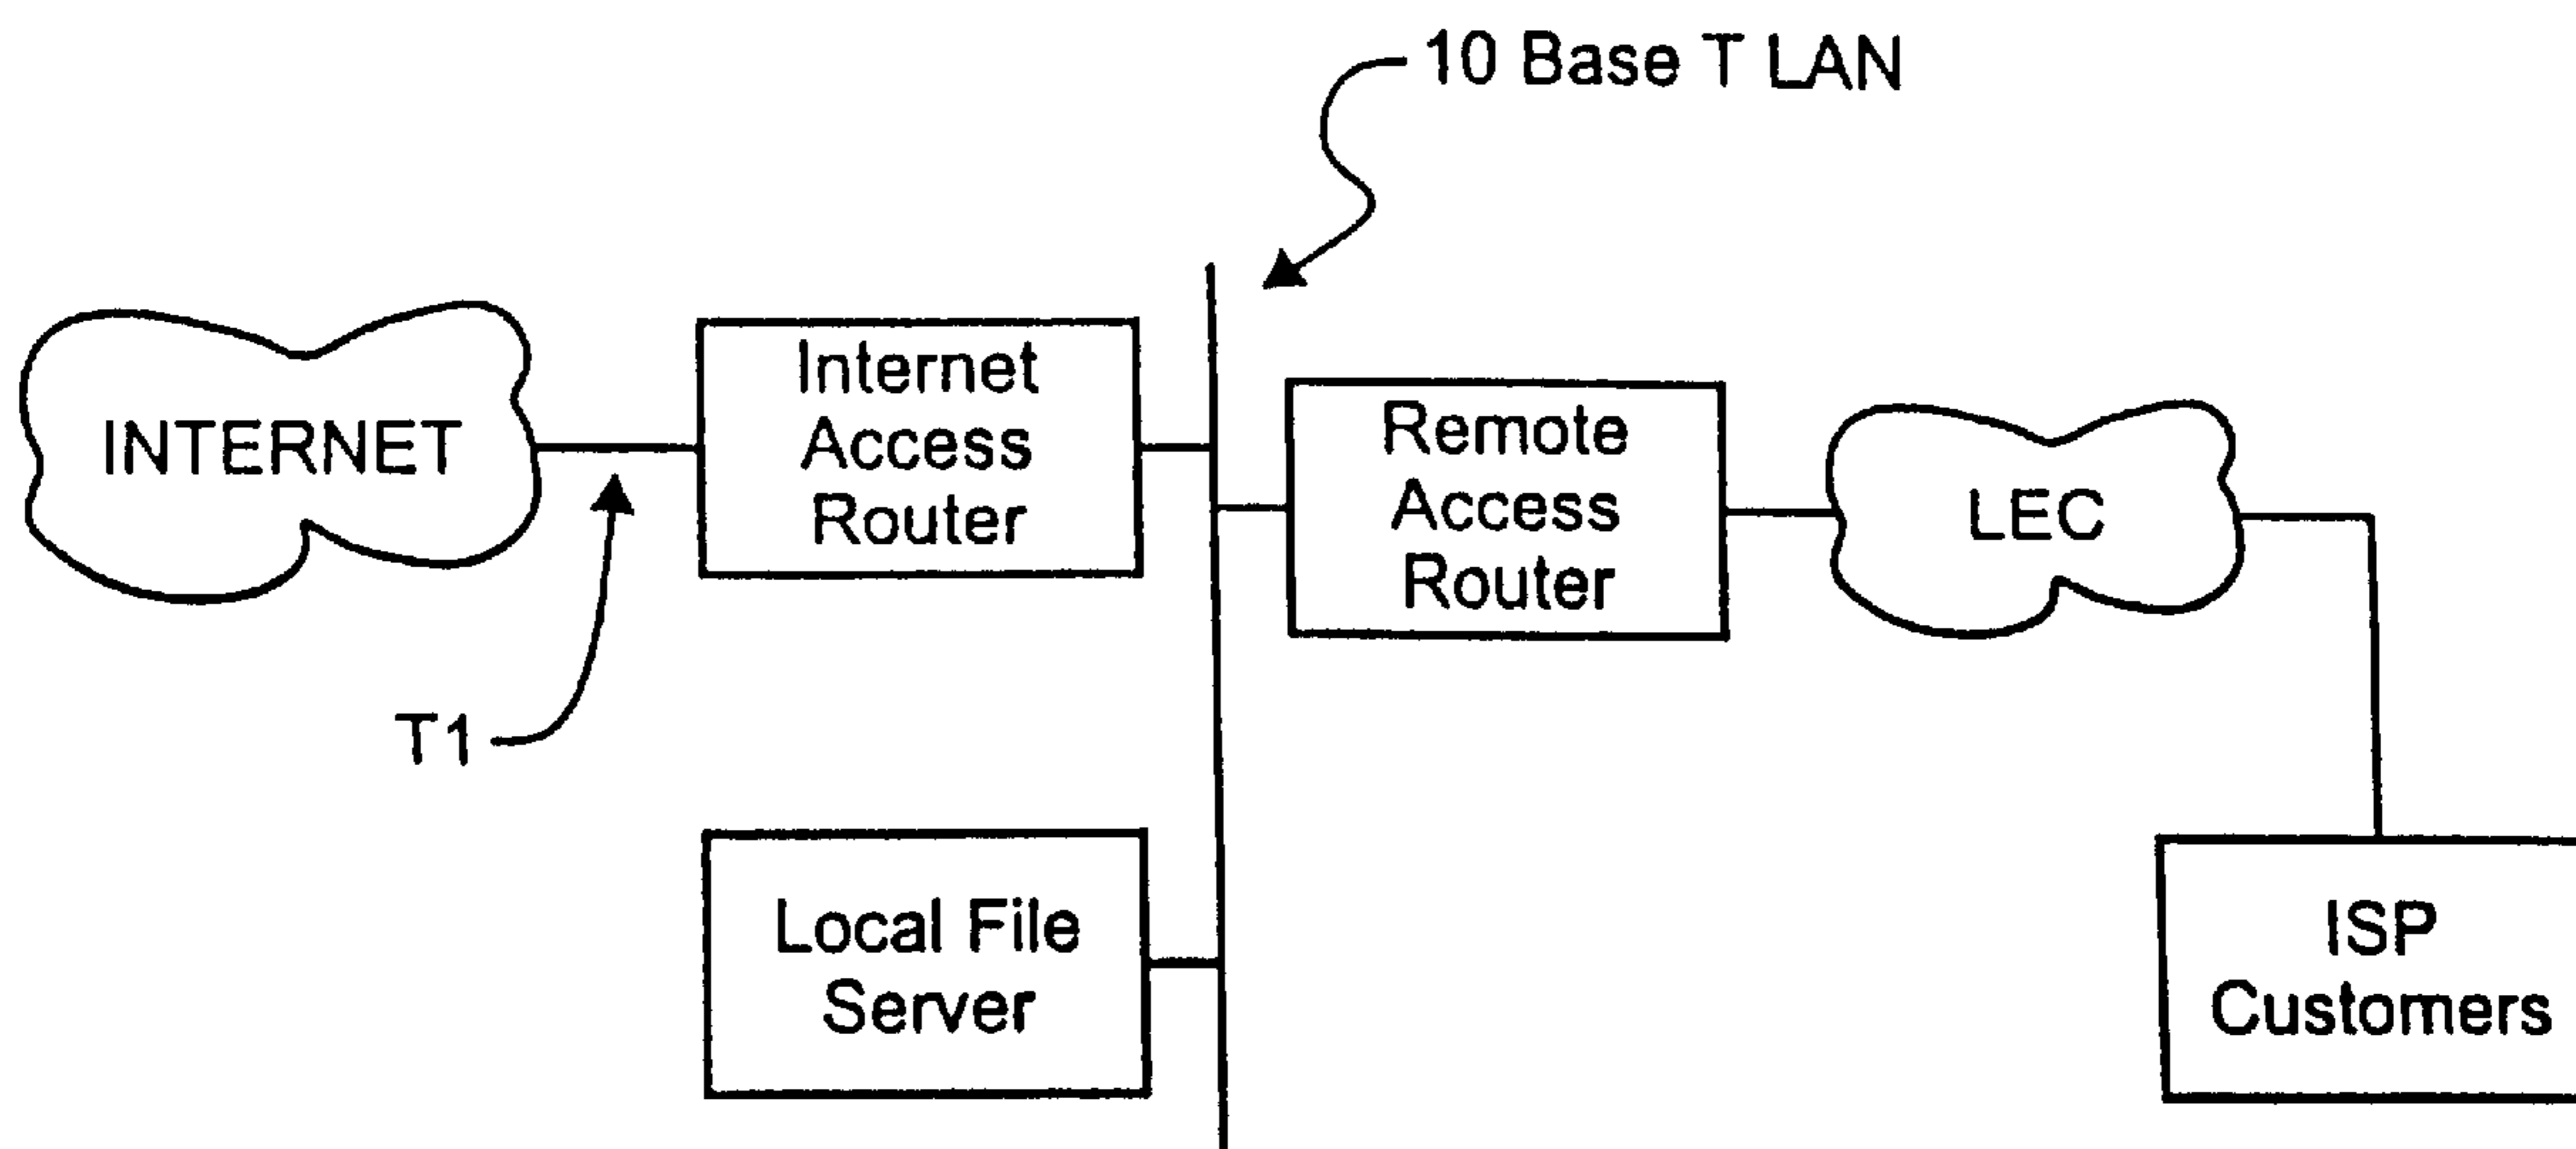 10 Base T LAN
INTERNET
Internet
Access
Router
Remote
Access
Router
LEC
T1
Local File
Server
ISP
Customers